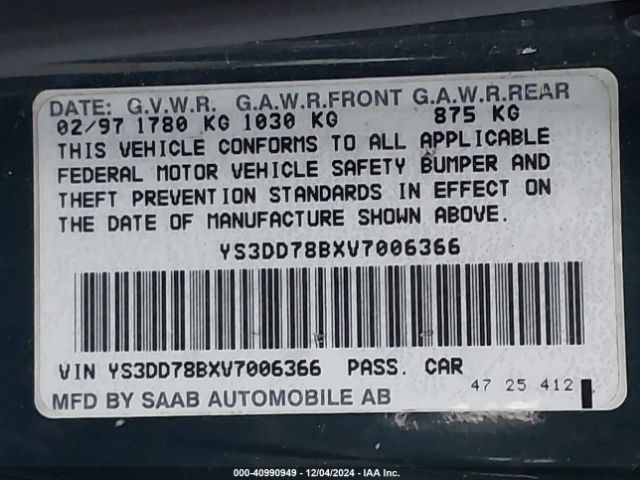 DATE: G.V.W.R. G.A.W.R.FRONT G.A.W.R.REAR
02/97 1780 KG 1030 KG 875 KG
THIS VEHICLE CONFORMS TO ALL APPLICABLE
FEDERAL MOTOR VEHICLE SAFETY BUMPER AND
THEFT PREVENTION STANDARDS IN EFFECT ON
THE DATE OF MANUFACTURE SHOWN ABOVE.
YS3DD78BXV7006366
VIN YS3DD78BXV7006366 PASS. CAR
47 25 412
MFD BY SAAB AUTOMOBILE AB
000-40990949 - 12/04/2024 - IAA Inc.